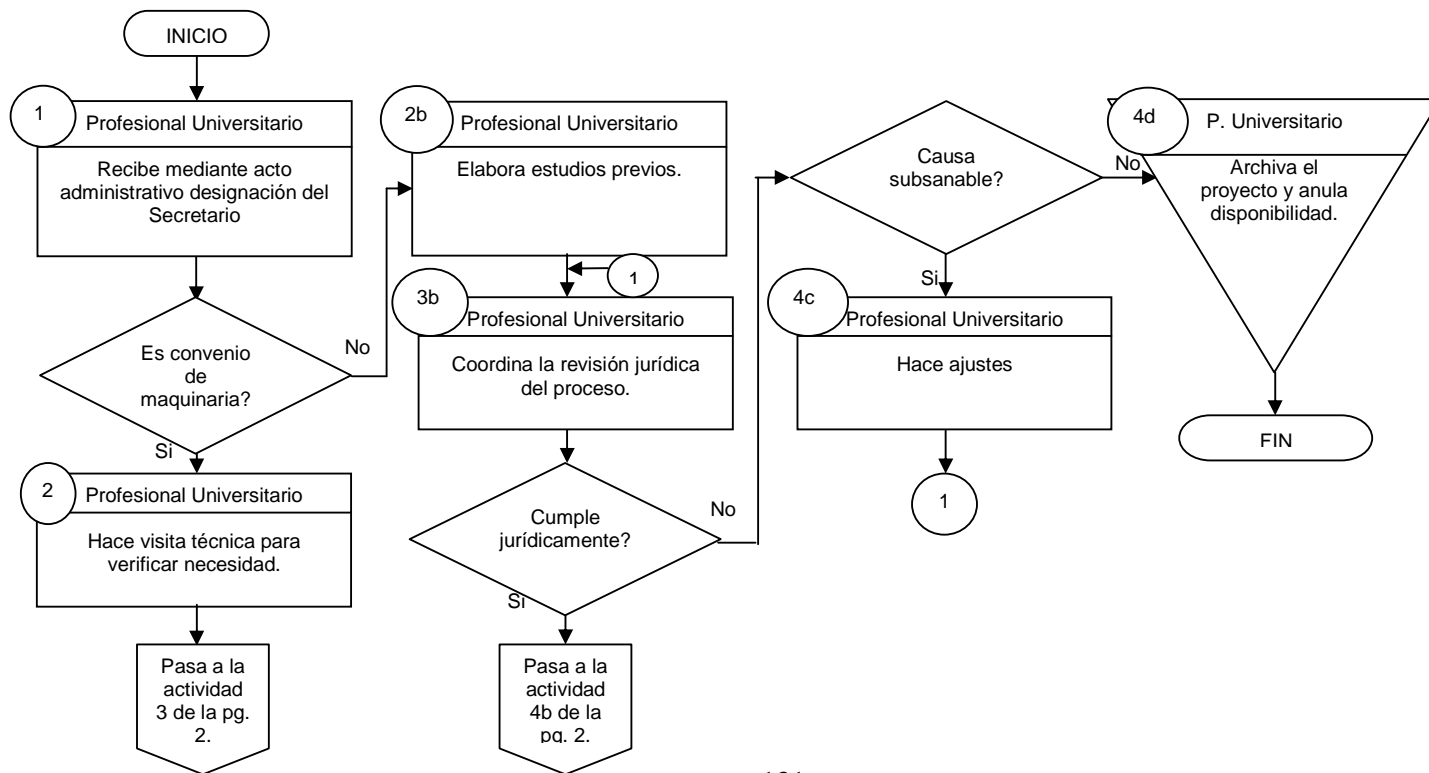 INICIO
1
Profesional Universitario
Recibe mediante acto
administrativo designación del
Secretario
Es convenio
de
maquinaria?
No
Si
2
Profesional Universitario
Hace visita técnica para
verificar necesidad.
Pasa a la
actividad
3 de la pg.
2.
2b
Profesional Universitario
Elabora estudios previos.
1
3b
Profesional Universitario
Coordina la revisión jurídica
del proceso.
Cumple
jurídicamente?
No
Si
Pasa a la
actividad
4b de la
pg. 2.
Causa
subsanable?
No
Si
4c
Profesional Universitario
Hace ajustes
1
4d
P. Universitario
Archiva el
proyecto y anula
disponibilidad.
FIN